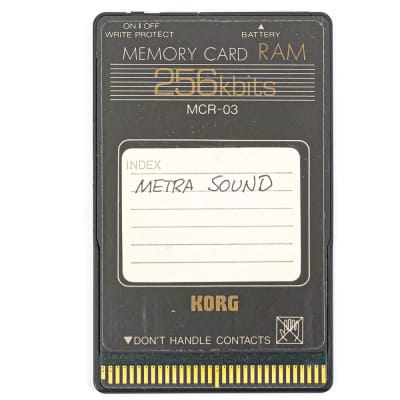 ON | OFF
WRITE PROTECT
▲
BATTERY
MEMORY CARD RAM
256kbits
MCR-03
INDEX
METRA SOUND
KORG
▼DON'T HANDLE CONTACTS